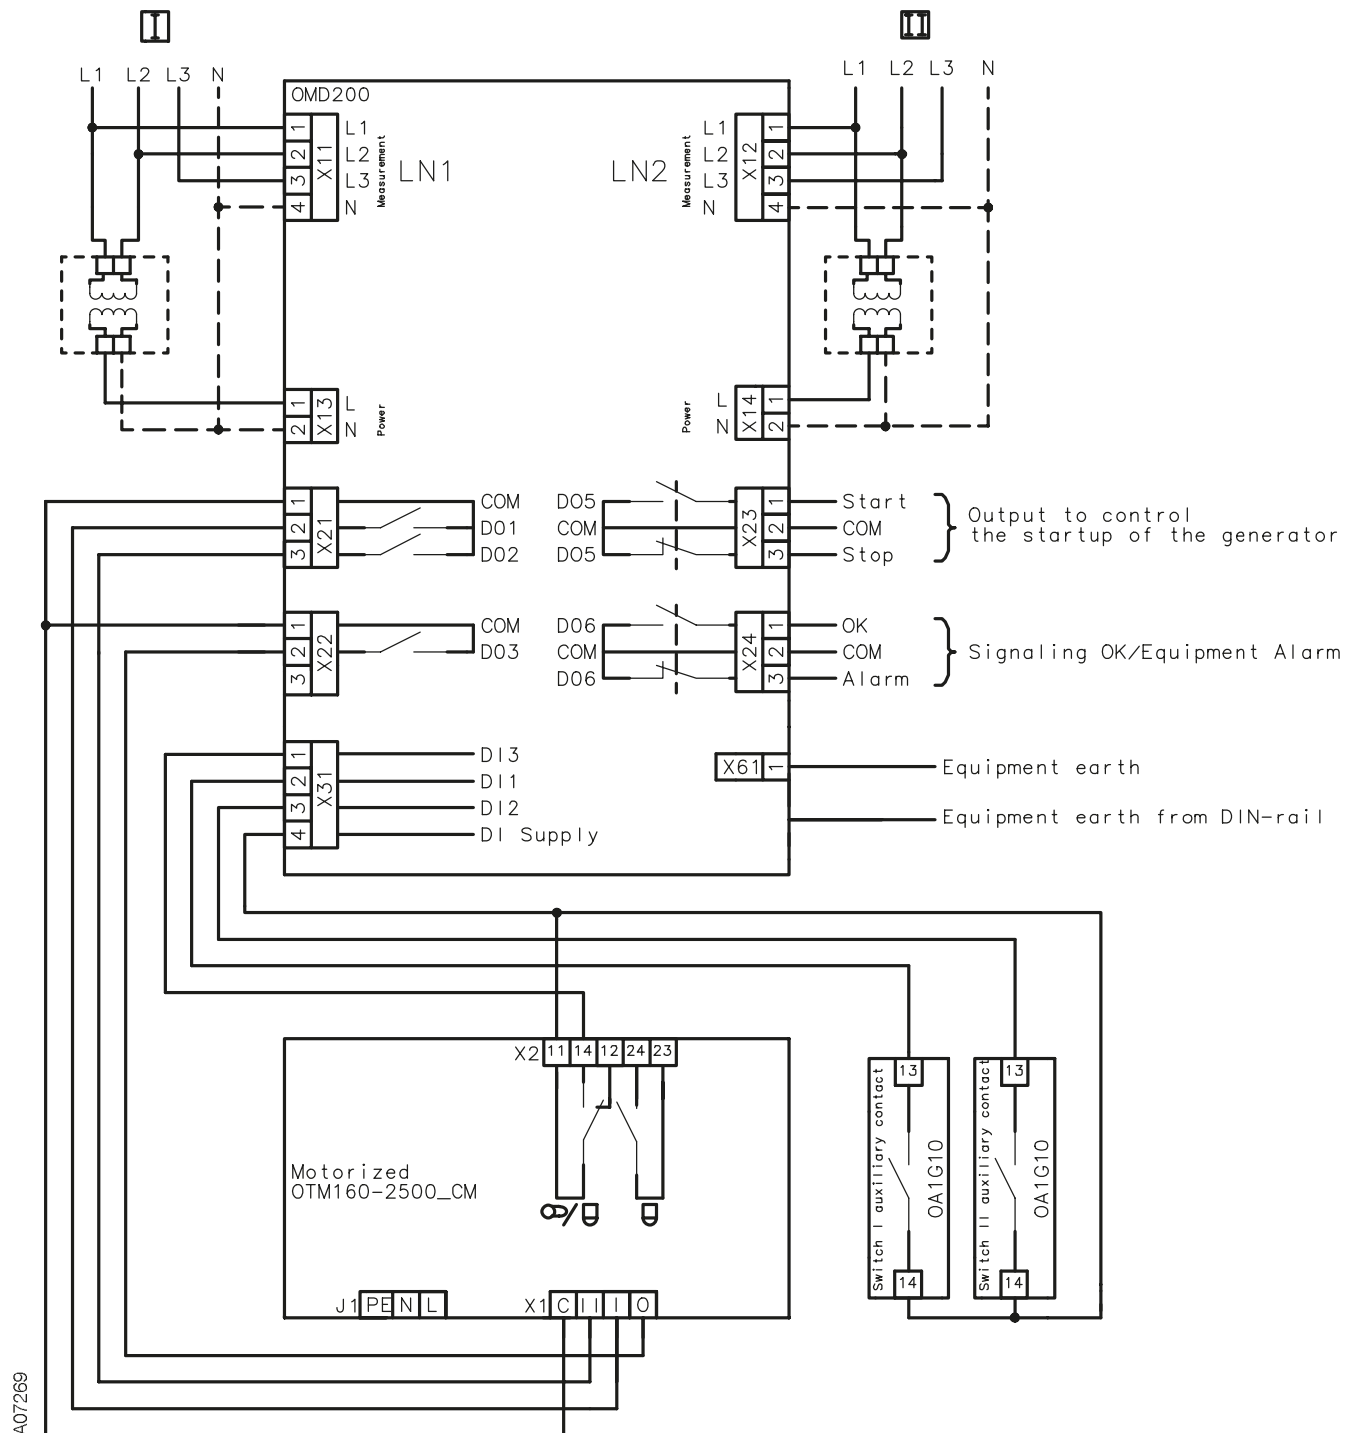 I
II
L1 L2 L3 N
L1 L2 L3 N
OMD200
1 L1
2 L2
3 L3
4 N
X11
Measurement
LN1
LN2
Measurement
L1 1
L2 2
L3 3
N 4
X12
1 L
2 N
X13
Power
Power
L 1
N 2
X14
1 COM
2 DO1
3 DO2
X21
DO5 1 Start
COM 2 COM
DO5 3 Stop
X23
Output to control
the startup of the generator
1 COM
2 DO3
3
X22
DO6 1 OK
COM 2 COM
DO6 3 Alarm
X24
Signaling OK/Equipment Alarm
1 DI3
2 DI1
3 DI2
4 DI Supply
X31
X61 1 Equipment earth
Equipment earth from DIN-rail
X2 11 14 12 24 23
Motorized
OTM160-2500_CM
J1 PE N L
X1 C II I O
Switch I auxiliary contact
13
OA1G10
14
Switch II auxiliary contact
13
OA1G10
14
A07269